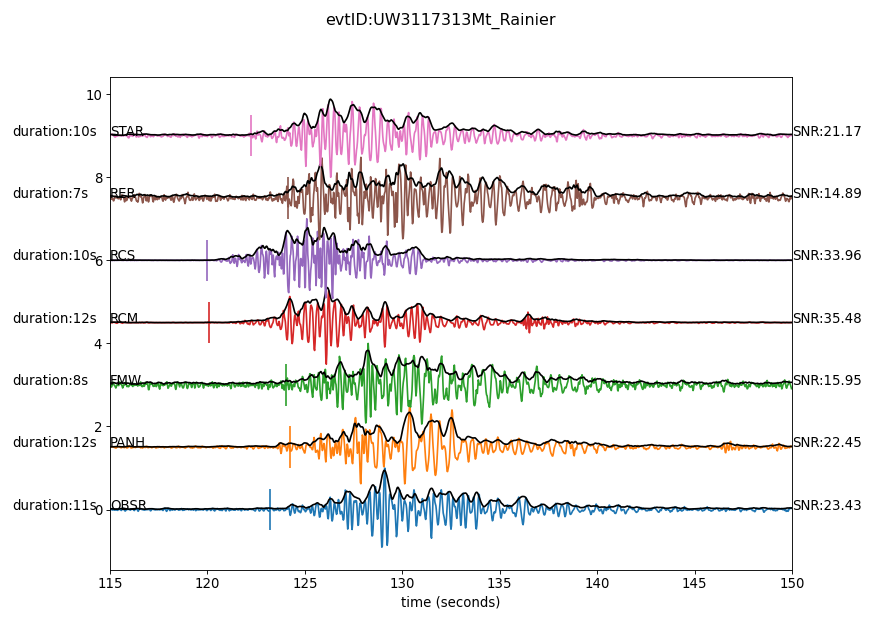 evtID:UW3117313Mt_Rainier
10
duration:10s STAR SNR:21.17
8
duration:7s RER SNR:14.89
duration:10s RCS SNR:33.96
6
duration:12s RCM SNR:35.48
4
duration:8s FMW SNR:15.95
2
duration:12s PANH SNR:22.45
duration:11s OBSR SNR:23.43
0
115 120 125 130 135 140 145 150
time (seconds)